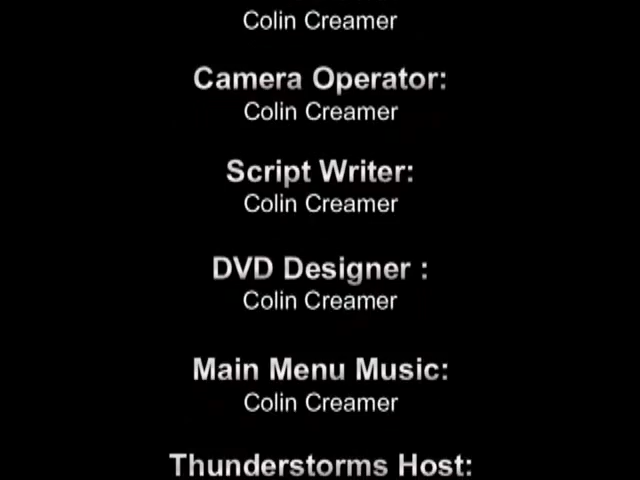 Colin Creamer
Camera Operator:
Colin Creamer
Script Writer:
Colin Creamer
DVD Designer :
Colin Creamer
Main Menu Music:
Colin Creamer
Thunderstorms Host: